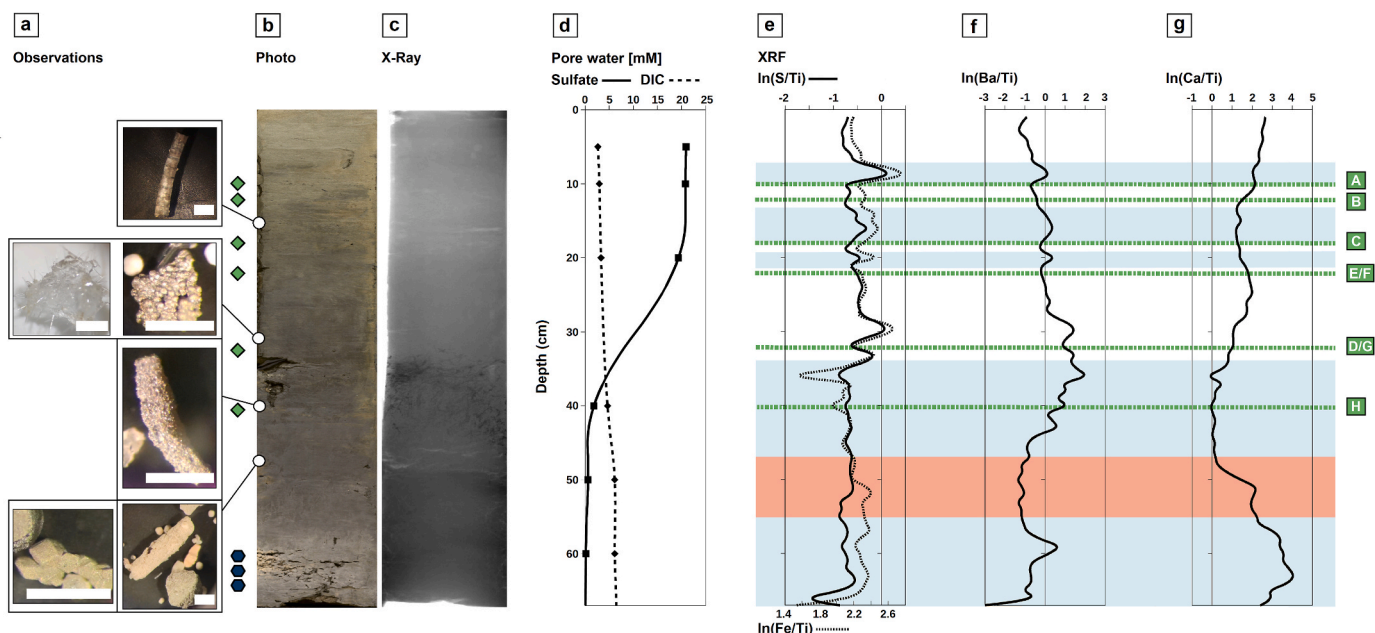 a
b
c
d
e
f
g
Observations
Photo
X-Ray
Pore water [mM]
Sulfate DIC
0 5 10 15 20 25
XRF
ln(S/Ti)
-2 -1 0
ln(Ba/Ti)
-3 -2 -1 0 1 2 3
ln(Ca/Ti)
-1 0 1 2 3 4 5
Depth (cm)
0
10
20
30
40
50
60
A
B
C
E/F
D/G
H
1.4 1.8 2.2 2.6
ln(Fe/Ti)